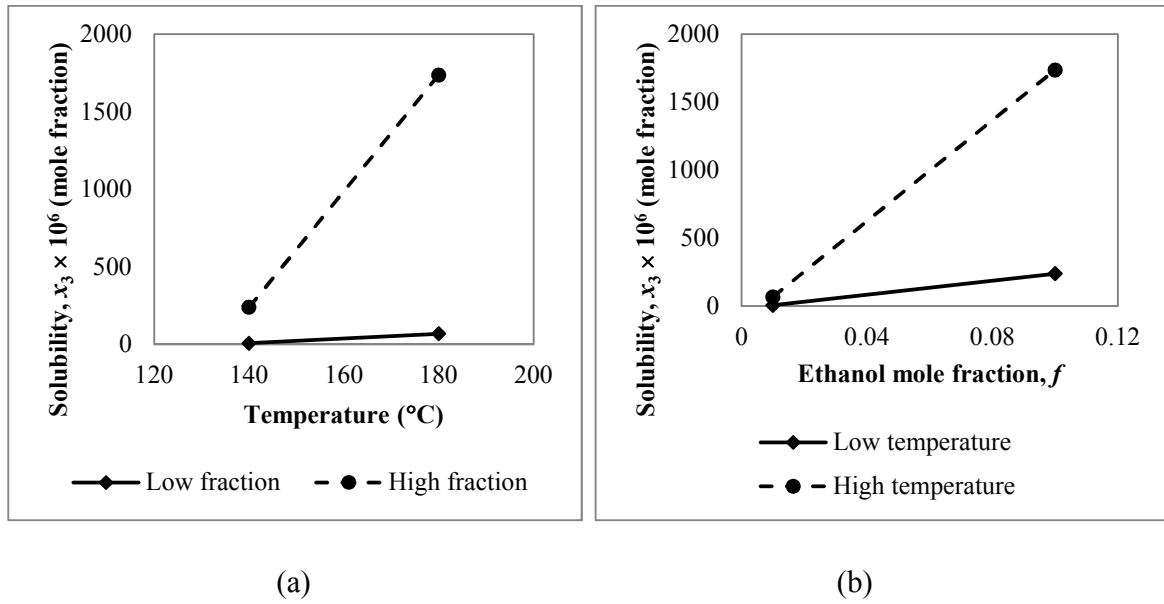 Solubility, x₃ × 10⁶ (mole fraction)
2000
1500
1000
500
0
120
140
160
180
200
Temperature (°C)
Low fraction
High fraction
(a)
Solubility, x₃ × 10⁶ (mole fraction)
2000
1500
1000
500
0
0
0.04
0.08
0.12
Ethanol mole fraction, f
Low temperature
High temperature
(b)